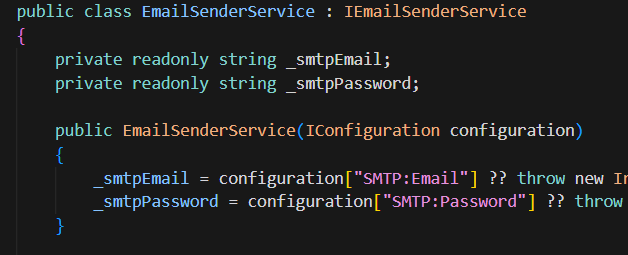 public class EmailSenderService : IEmailSenderService
{
private readonly string _smtpEmail;
private readonly string _smtpPassword;
public EmailSenderService(IConfiguration configuration)
{
_smtpEmail = configuration["SMTP:Email"] ?? throw new
_smtpPassword = configuration["SMTP:Password"] ?? throw
}